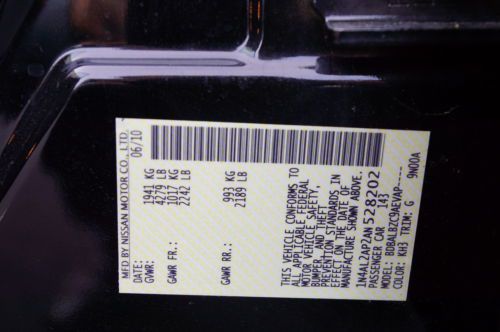 MFD BY NISSAN MOTOR CO., LTD.
DATE: 06/10
GVWR: 1941 KG
4279 LB
GAWR FR.: 1017 KG
2242 LB
GAWR RR.: 993 KG
2189 LB
THIS VEHICLE CONFORMS TO
ALL APPLICABLE FEDERAL
MOTOR VEHICLE SAFETY,
BUMPER, AND THEFT
PREVENTION STANDARDS IN
EFFECT ON THE DATE OF
MANUFACTURE SHOWN ABOVE.
1N4AL2AP2AN528202
PASSENGER CAR 143
MODEL: BDBALRZC9AEVAP----
COLOR: KH3 TRIM: G 9N00A